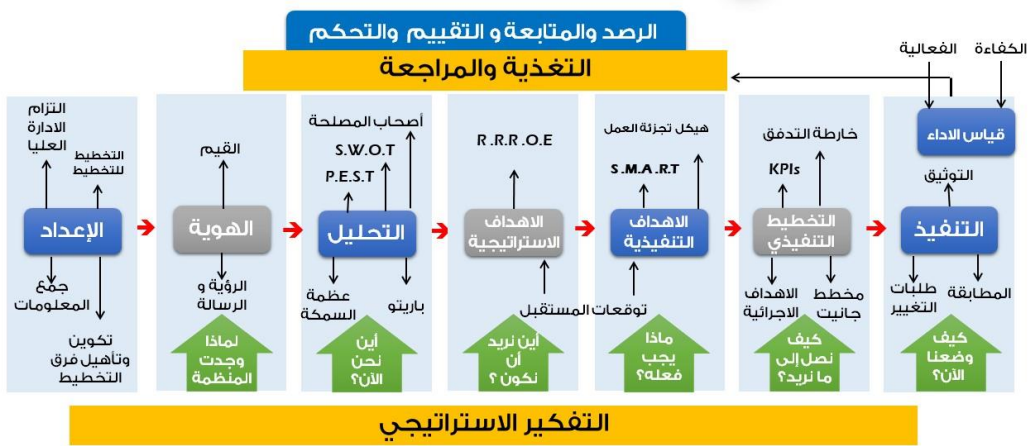 الرصد والمتابعة و التقييم والتحكم
التغذية والمراجعة
الكفاءة
الفعالية
قياس الاداء
التزام
الادارة
العليا
التخطيط
للتخطيط
الإعداد
جمع
المعلومات
تكوين
وتأهيل فرق
التخطيط
القيم
الهوية
الرؤية و
الرسالة
لماذا
وجدت
المنظمة
أصحاب المصلحة
S.W.O.T
P.E.S.T
التحليل
عظمة
السمكة
باريتو
أين
نحن
الآن؟
R.R.R.O.E
الاهداف
الاستراتيجية
توقعات المستقبل
أين نريد
أن
نكون ؟
هيكل تجزئة العمل
S.M.A.R.T
الاهداف
التنفيذية
ماذا
يجب
فعله؟
خارطة التدفق
KPIs
التخطيط
التنفيذي
الاهداف
الاجرائية
مخطط
جانيت
كيف
نصل إلى
ما نريد؟
التوثيق
التنفيذ
طلبات
التغيير
المطابقة
كيف
وضعنا
الآن؟
التفكير الاستراتيجي